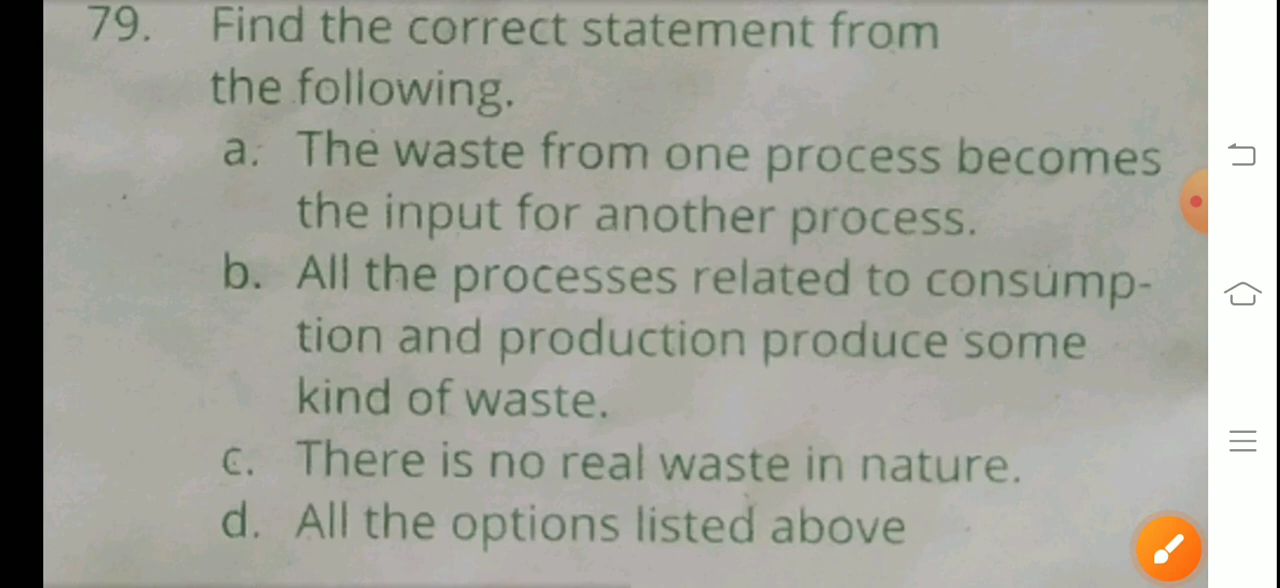 79. Find the correct statement from
the following.
a. The waste from one process becomes
the input for another process.
b. All the processes related to consump-
tion and production produce some
kind of waste.
c. There is no real waste in nature.
d. All the options listed above